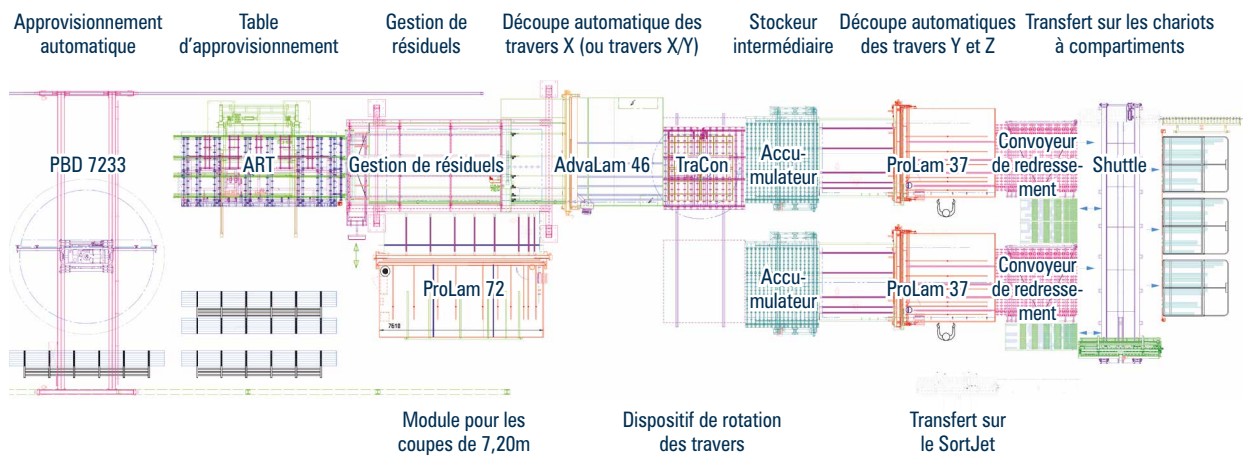 Approvisionnement
automatique
Table
d’approvisionnement
Gestion de
résiduels
Découpe automatique des
travers X (ou travers X/Y)
Stockeur
intermédiaire
Découpe automatiques
des travers Y et Z
Transfert sur les chariots
à compartiments
PBD 7233
ART
Gestion de résiduels
AdvaLam 46
TraCon
Accu-
mulateur
ProLam 37
Convoyeur
de redresse-
ment
Shuttle
ProLam 72
7610
Accu-
mulateur
ProLam 37
Convoyeur
de redresse-
ment
Module pour les
coupes de 7,20m
Dispositif de rotation
des travers
Transfert sur
le SortJet